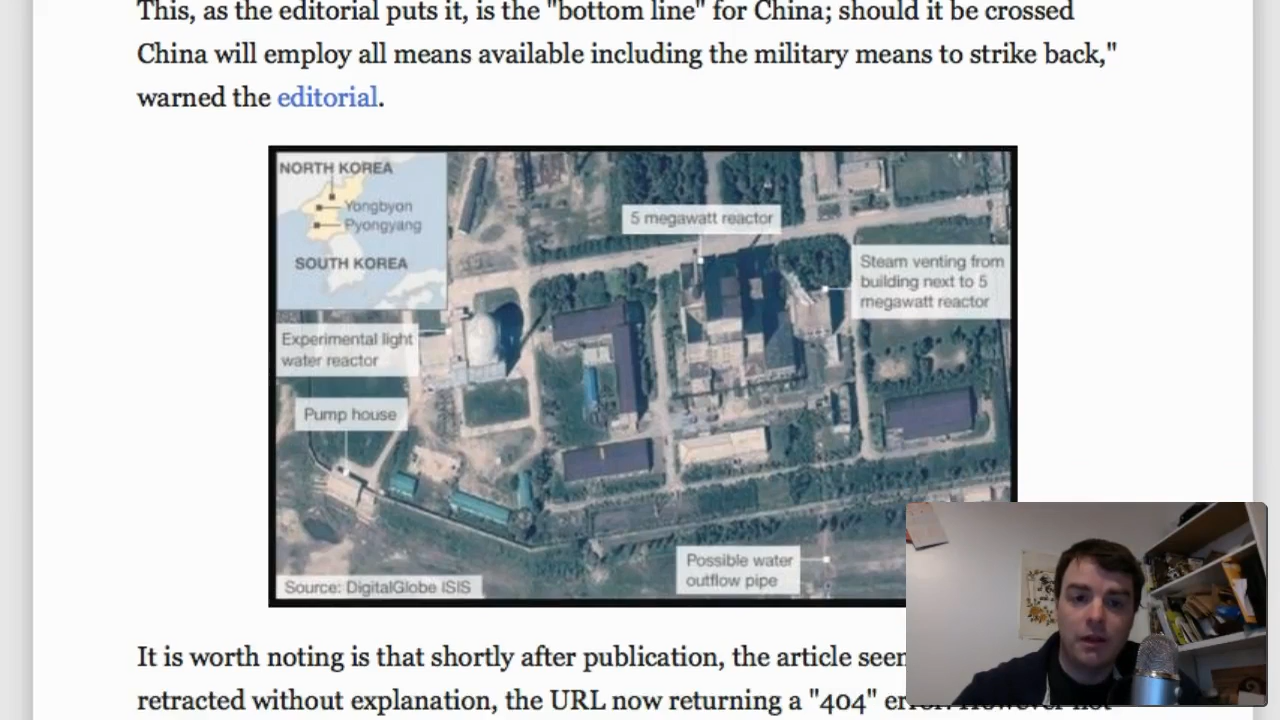 This, as the editorial puts it, is the "bottom line" for China; should it be crossed
China will employ all means available including the military means to strike back,"
warned the editorial.
NORTH KOREA
Yongbyon
Pyongyang
SOUTH KOREA
5 megawatt reactor
Steam venting from
building next to 5
megawatt reactor
Experimental light
water reactor
Pump house
Possible water
outflow pipe
Source: DigitalGlobe ISIS
It is worth noting is that shortly after publication, the article
retracted without explanation, the URL now returning a "404"